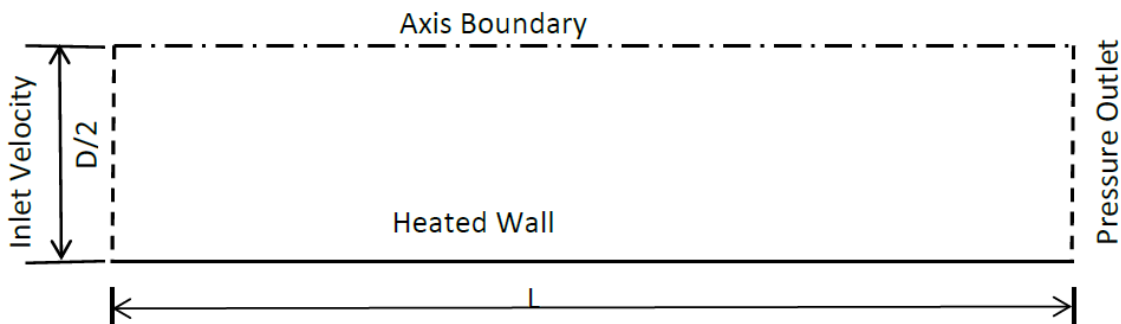 Axis Boundary
Inlet Velocity
D/2
Pressure Outlet
Heated Wall
L